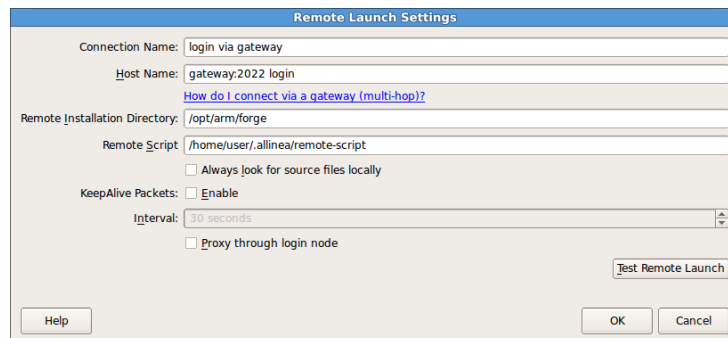 Remote Launch Settings
Connection Name: login via gateway
Host Name: gateway:2022 login
How do I connect via a gateway (multi-hop)?
Remote Installation Directory: /opt/arm/forge
Remote Script /home/user/.allinea/remote-script
Always look for source files locally
KeepAlive Packets: Enable
Interval: 30 seconds
Proxy through login node
Test Remote Launch
Help OK Cancel